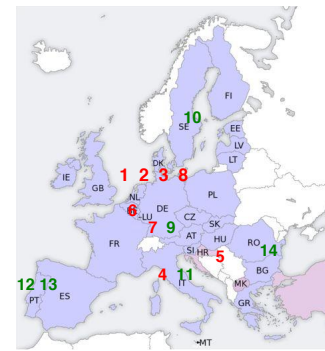 FI
10
SE
EE
LV
LT
1 2 DK 3 8
IE
GB
NL
PL
DE
6
LU
CZ
SK
7 9
AT
HU
FR
SI
HR
RO
14
5
4
11
IT
BG
12 13
MK
PT
ES
GR
•MT